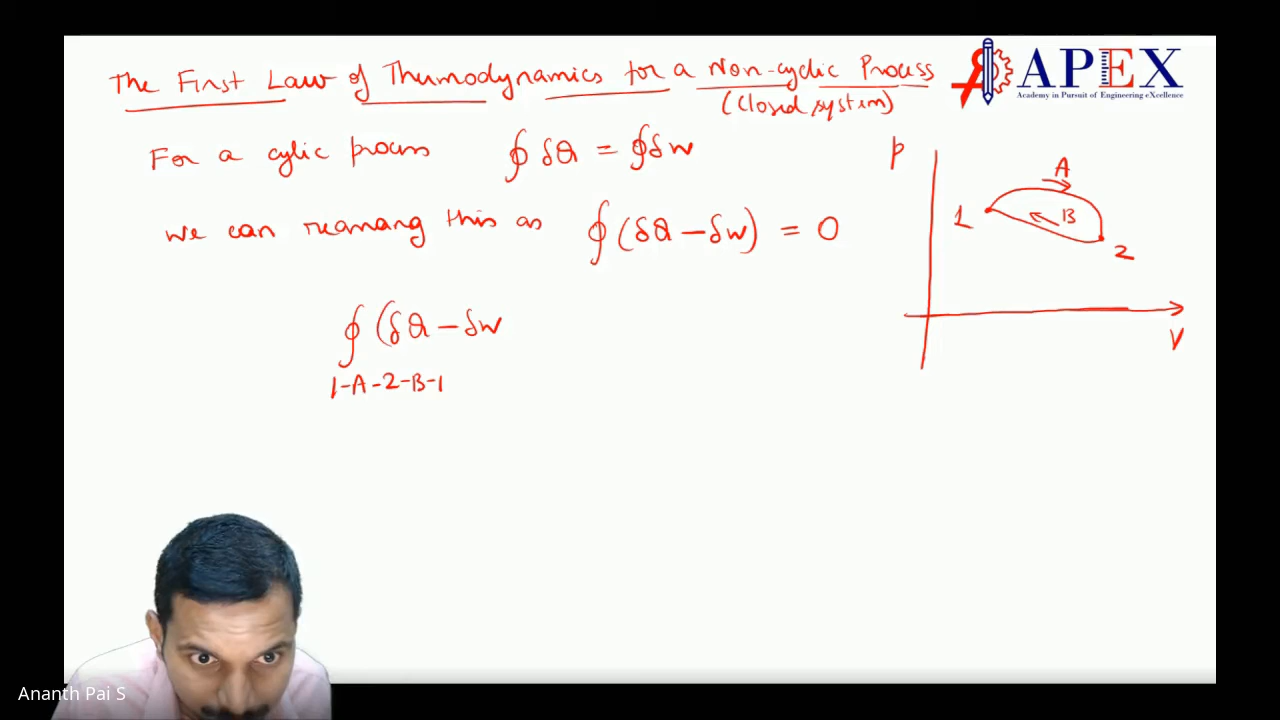 The First Law of Thermodynamics for a Non-cyclic Process
(Closed system)
APEX
Academy in Pursuit of Engineering eXcellence
For a cylic process ∮ δQ = ∮ δW
we can rearrang this as ∮ (δQ – δW) = 0
∮ (δQ – δW
1-A-2-B-1
P
A
1
B
2
V
Ananth Pai S